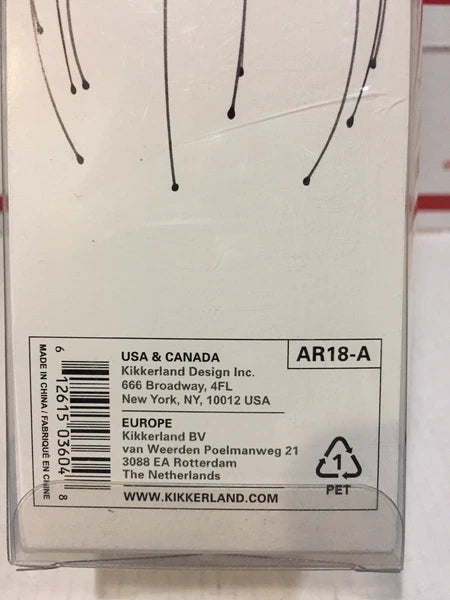 USA & CANADA
Kikkerland Design Inc.
666 Broadway, 4FL
New York, NY, 10012 USA
EUROPE
Kikkerland BV
van Weerden Poelmanweg 21
3088 EA Rotterdam
The Netherlands
WWW.KIKKERLAND.COM
AR18-A
1
PET
6 12615 03604 8
MADE IN CHINA / FABRIQUÉ EN CHINE